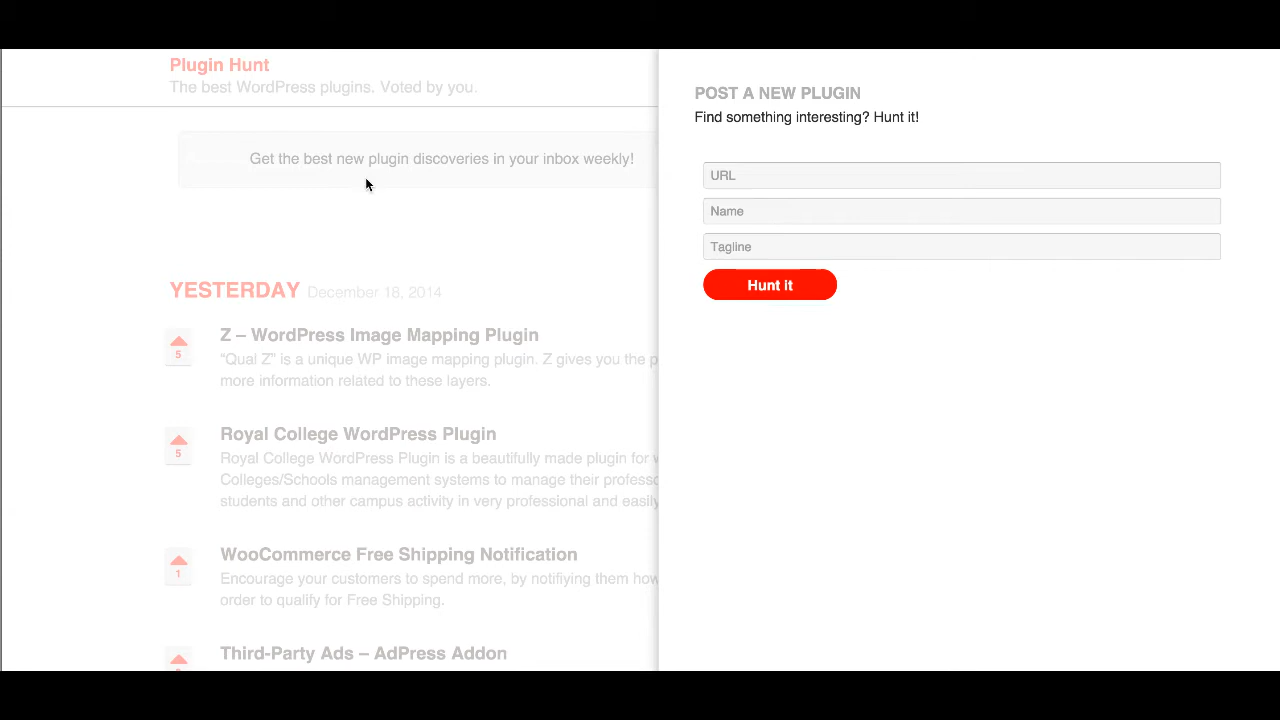 Plugin Hunt
The best WordPress plugins. Voted by you.
Get the best new plugin discoveries in your inbox weekly!
YESTERDAY December 18, 2014
5
Z – WordPress Image Mapping Plugin
“Qual Z” is a unique WP image mapping plugin. Z gives you the
more information related to these layers.
5
Royal College WordPress Plugin
Royal College WordPress Plugin is a beautifully made plugin for
Colleges/Schools management systems to manage their
students and other campus activity in very professional and easily
1
WooCommerce Free Shipping Notification
Encourage your customers to spend more, by notifiying them how
order to qualify for Free Shipping.
Third-Party Ads – AdPress Addon
POST A NEW PLUGIN
Find something interesting? Hunt it!
URL
Name
Tagline
Hunt it